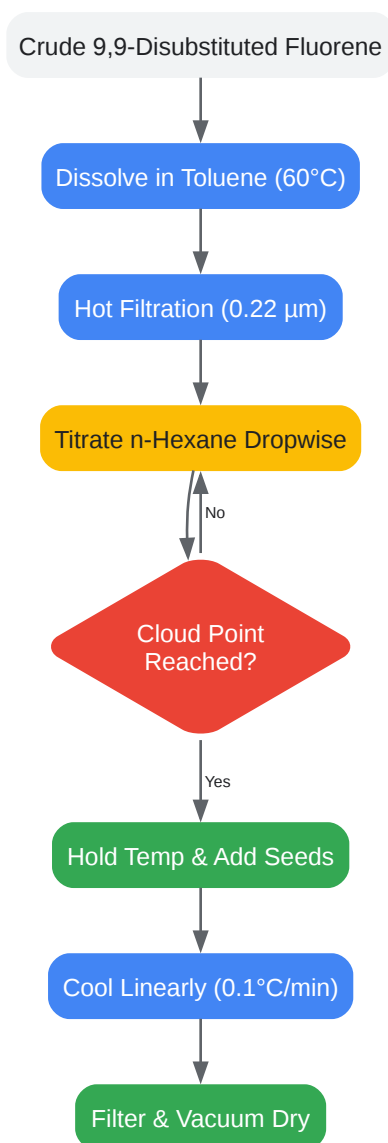 Crude 9,9-Disubstituted Fluorene
Dissolve in Toluene (60°C)
Hot Filtration (0.22 µm)
Titrate n-Hexane Dropwise
No
Cloud Point
Reached?
Yes
Hold Temp & Add Seeds
Cool Linearly (0.1°C/min)
Filter & Vacuum Dry